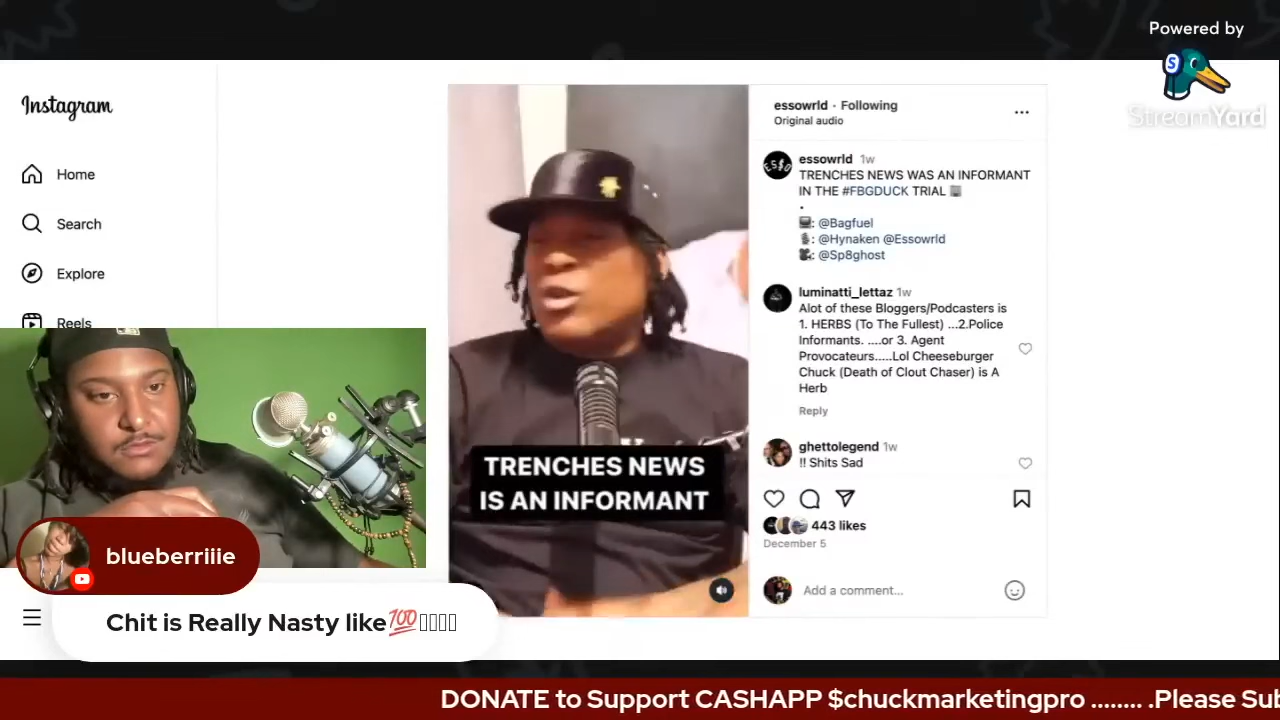 Powered by
StreamYard
Instagram
Home
Search
Explore
Reels
essowrld · Following
Original audio
essowrld 1w
TRENCHES NEWS WAS AN INFORMANT
IN THE #FBGDUCK TRIAL
.
: @Bagfuel
: @Hynaken @Essowrld
: @Sp8ghost
luminatti_lettaz 1w
Alot of these Bloggers/Podcasters is
1. HERBS (To The Fullest) ...2.Police
Informants. ....or 3. Agent
Provocateurs.....Lol Cheeseburger
Chuck (Death of Clout Chaser) is A
Herb
Reply
ghettolegend 1w
!! Shits Sad
443 likes
December 5
Add a comment...
TRENCHES NEWS
IS AN INFORMANT
blueberriiie
Chit is Really Nasty like💯
DONATE to Support CASHAPP $chuckmarketingpro ........ .Please Sub